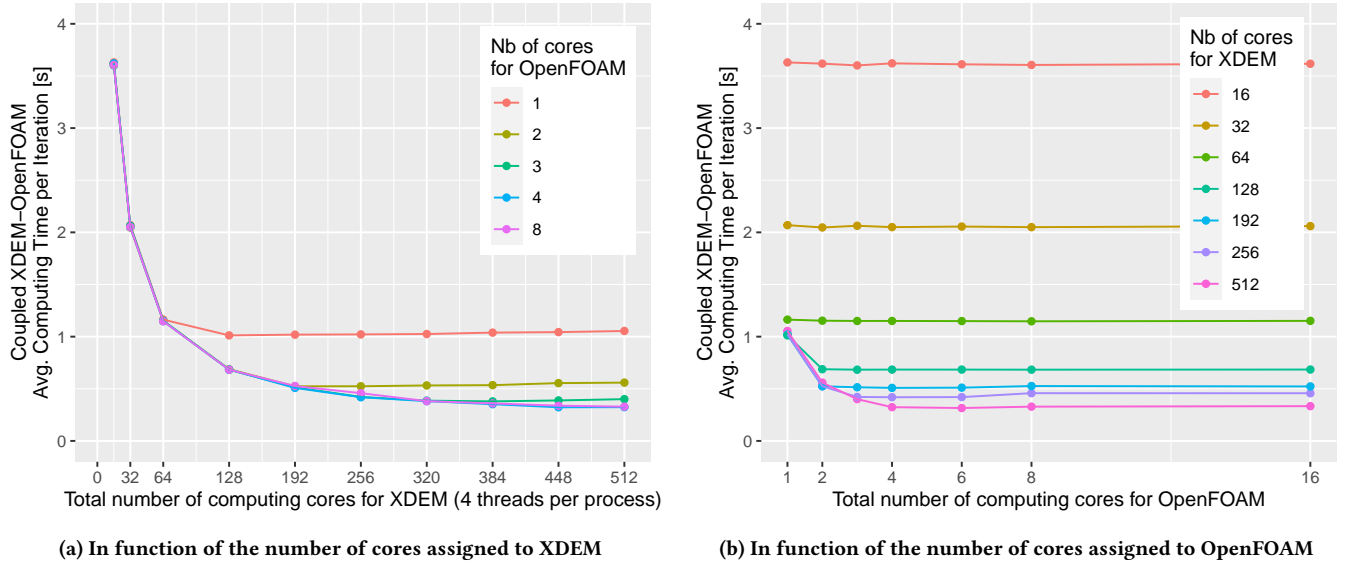 Coupled XDEM–OpenFOAM
Avg. Computing Time per Iteration [s]
4
3
2
1
0
Nb of cores
for OpenFOAM
1
2
3
4
8
0 32 64 128 192 256 320 384 448 512
Total number of computing cores for XDEM (4 threads per process)
(a) In function of the number of cores assigned to XDEM
Coupled XDEM–OpenFOAM
Avg. Computing Time per Iteration [s]
4
3
2
1
0
Nb of cores
for XDEM
16
32
64
128
192
256
512
1 2 4 6 8 16
Total number of computing cores for OpenFOAM
(b) In function of the number of cores assigned to OpenFOAM